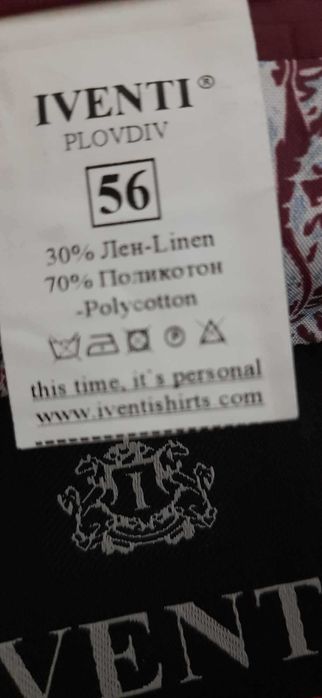 IVENTI®
PLOVDIV
56
30% Лен-Linen
70% Поликотон
-Polycotton
P
this time, it's personal
www.iventishirts.com
I
VENT